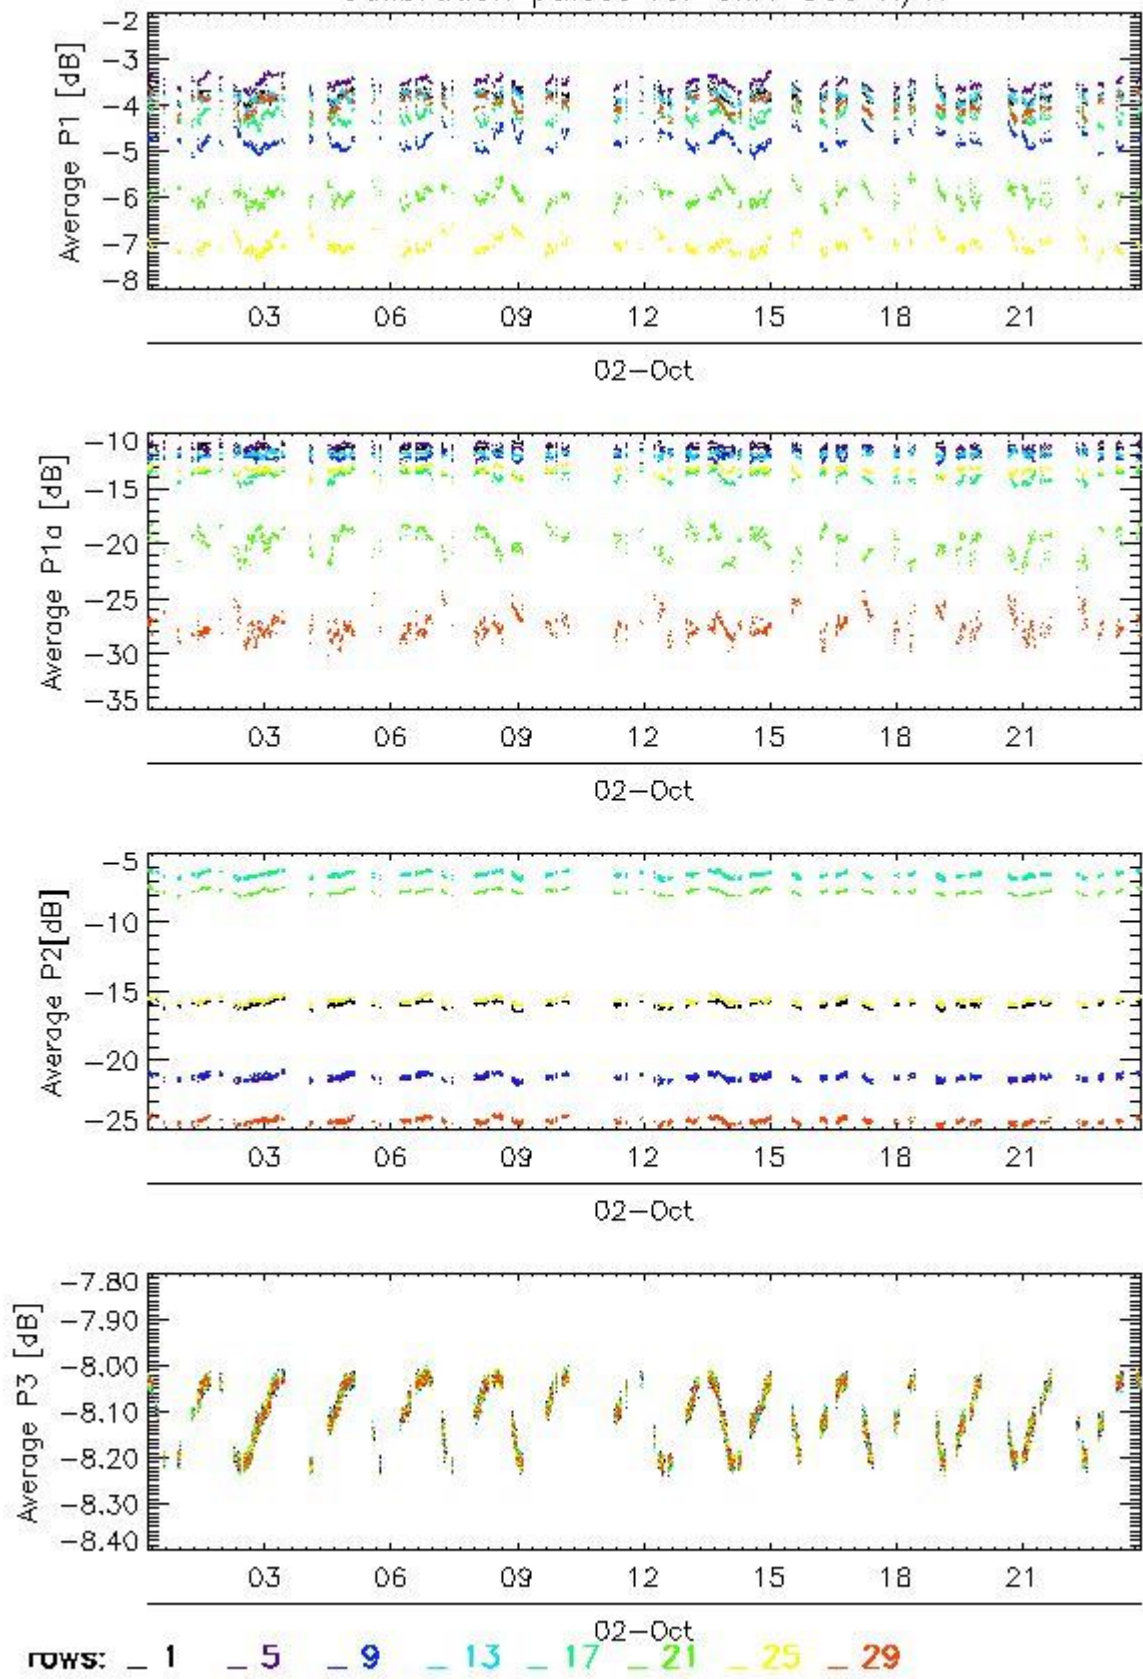 Average P1 [dB]
-2
-3
-4
-5
-6
-7
-8
03 06 09 12 15 18 21
02-Oct
Average P1a [dB]
-10
-15
-20
-25
-30
-35
03 06 09 12 15 18 21
02-Oct
Average P2[dB]
-5
-10
-15
-20
-25
03 06 09 12 15 18 21
02-Oct
Average P3 [dB]
-7.80
-7.90
-8.00
-8.10
-8.20
-8.30
-8.40
03 06 09 12 15 18 21
02-Oct
rows: _ 1 _ 5 _ 9 _ 13 _ 17 _ 21 _ 25 _ 29